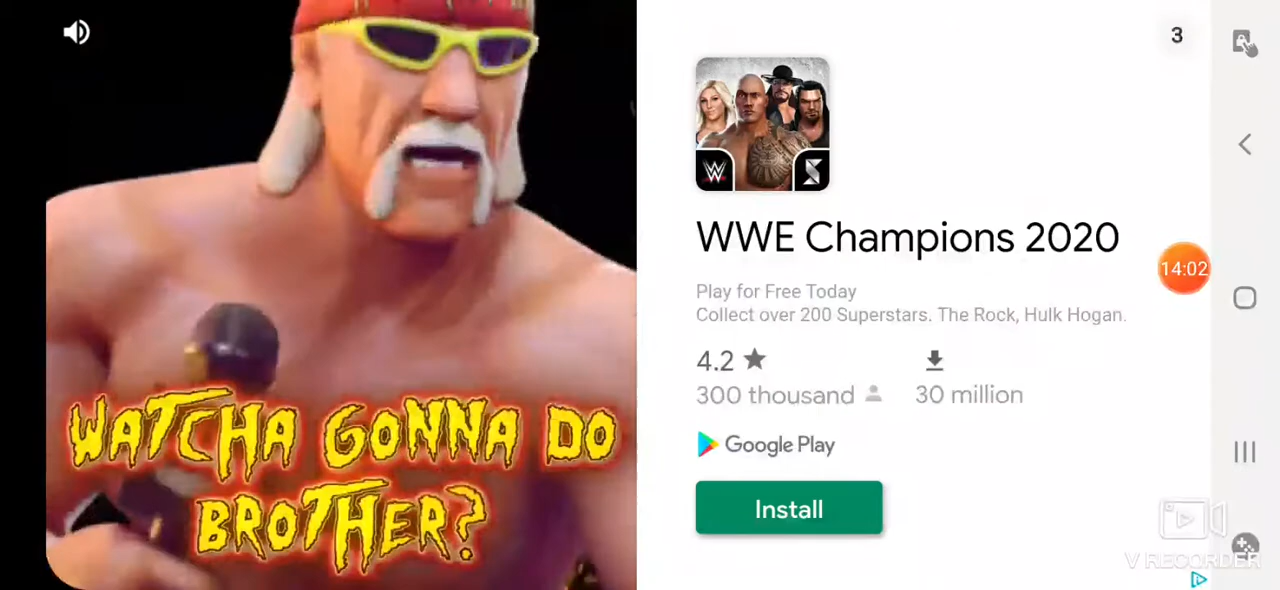 WATCHA GONNA DO
BROTHER?
3
W
WWE Champions 2020
14:02
Play for Free Today
Collect over 200 Superstars. The Rock, Hulk Hogan.
4.2
300 thousand
30 million
Google Play
Install
V RECORDER